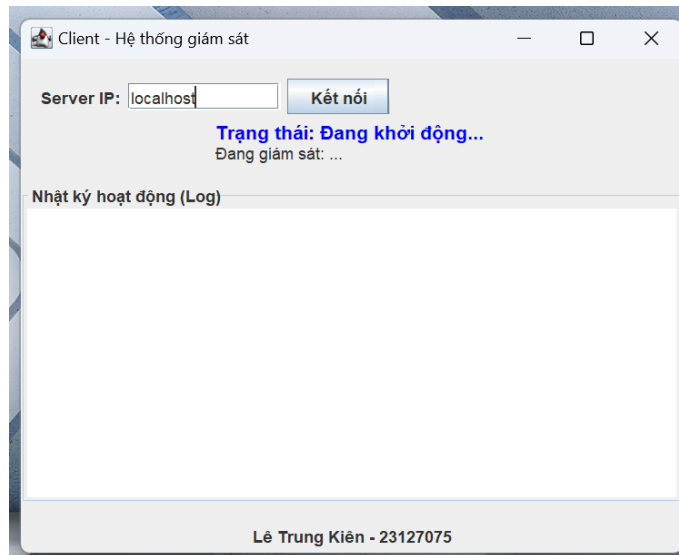 Client - Hệ thống giám sát
Server IP: localhost Kết nối
Trạng thái: Đang khởi động...
Đang giám sát: ...
Nhật ký hoạt động (Log)
Lê Trung Kiên - 23127075